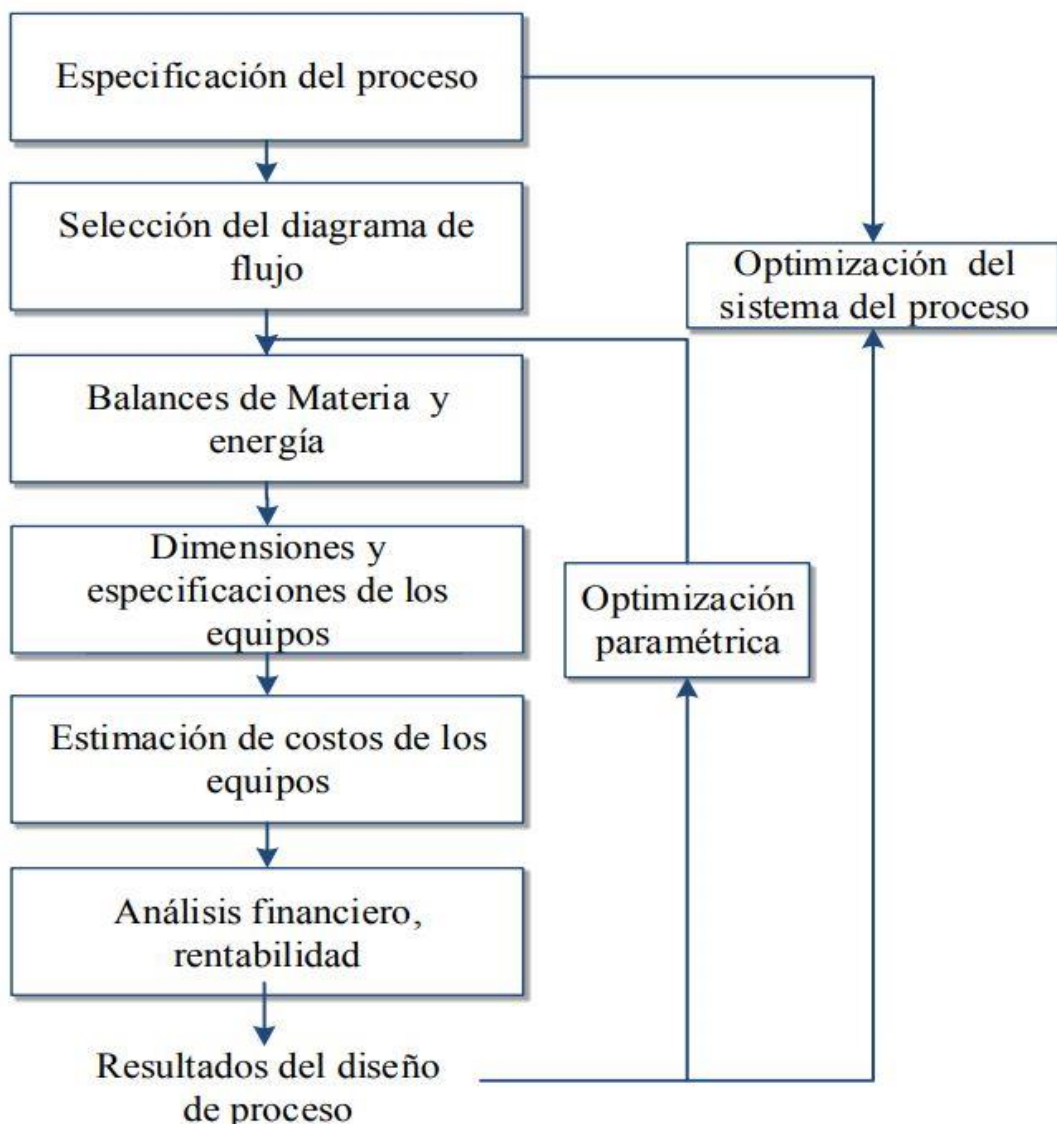 Especificación del proceso
Selección del diagrama de
flujo
Optimización del
sistema del proceso
Balances de Materia y
energía
Dimensiones y
especificaciones de los
equipos
Optimización
paramétrica
Estimación de costos de los
equipos
Análisis financiero,
rentabilidad
Resultados del diseño
de proceso